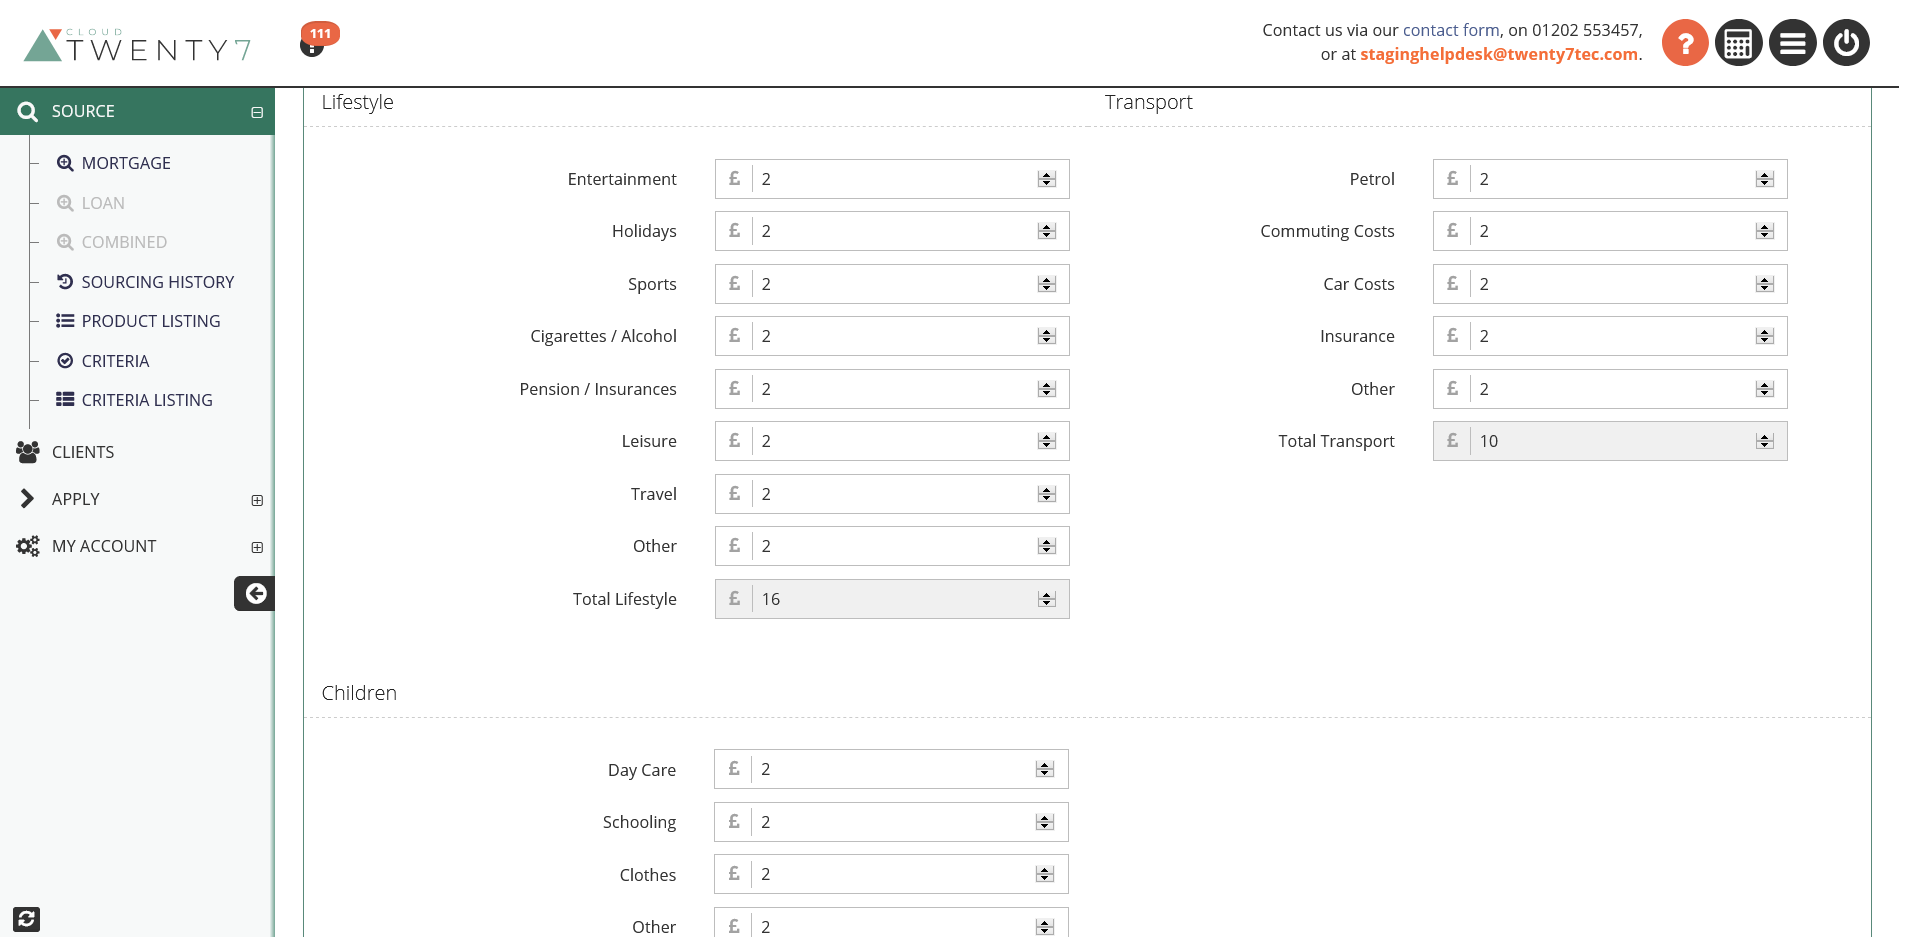 CLOUD
TWENTY7
111
Contact us via our contact form, on 01202 553457,
or at staginghelpdesk@twenty7tec.com.
SOURCE
MORTGAGE
LOAN
COMBINED
SOURCING HISTORY
PRODUCT LISTING
CRITERIA
CRITERIA LISTING
CLIENTS
APPLY
MY ACCOUNT
Lifestyle
Entertainment £ 2
Holidays £ 2
Sports £ 2
Cigarettes / Alcohol £ 2
Pension / Insurances £ 2
Leisure £ 2
Travel £ 2
Other £ 2
Total Lifestyle £ 16
Transport
Petrol £ 2
Commuting Costs £ 2
Car Costs £ 2
Insurance £ 2
Other £ 2
Total Transport £ 10
Children
Day Care £ 2
Schooling £ 2
Clothes £ 2
Other £ 2